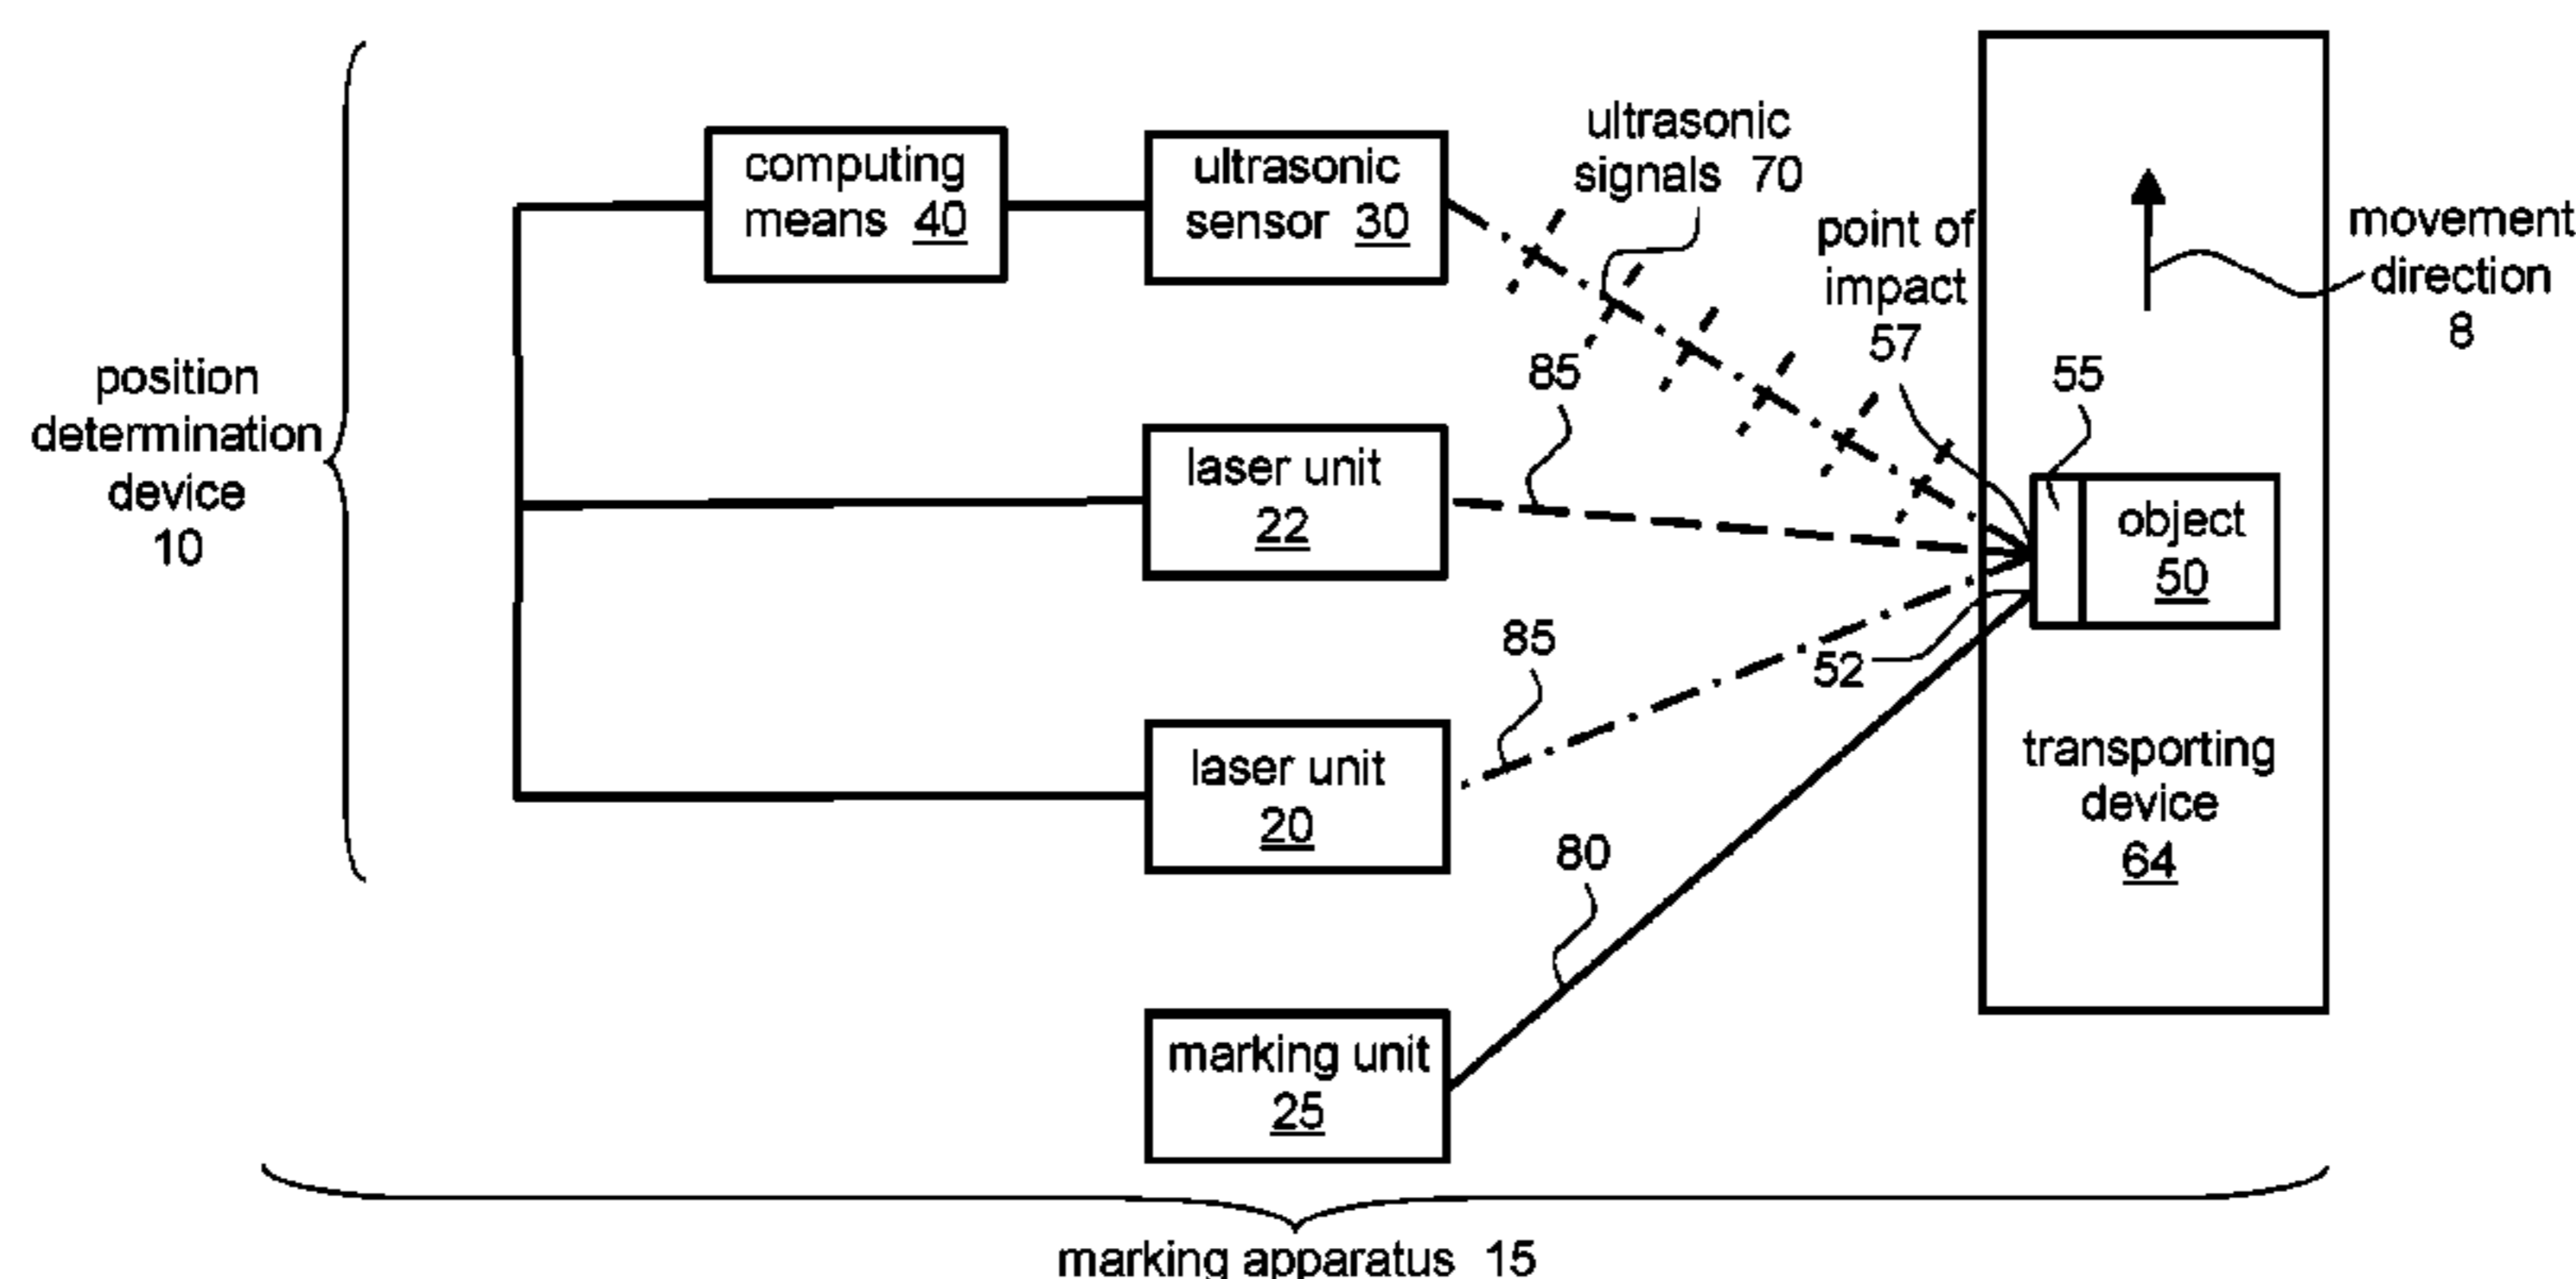 position
determination
device
10
computing
means 40
ultrasonic
sensor 30
ultrasonic
signals 70
point of
impact
57
movement
direction
8
85
55
laser unit
22
object
50
85
52
laser unit
20
transporting
device
64
80
marking unit
25
marking apparatus 15